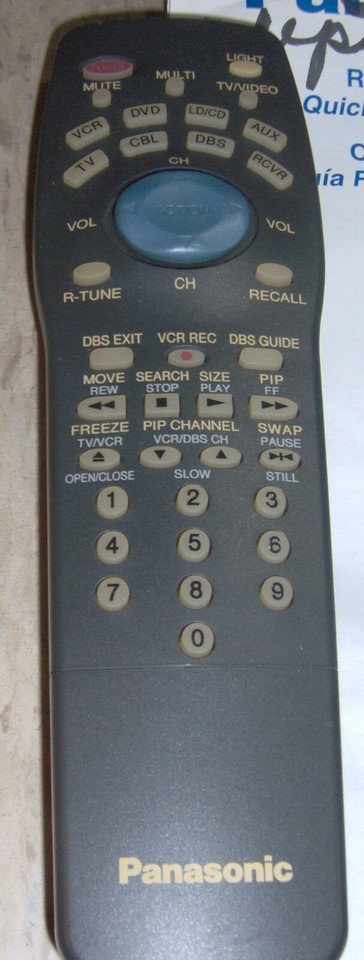 POWER
LIGHT
MUTE MULTI TV/VIDEO
VCR DVD LD/CD AUX
TV CBL DBS RCVR
CH
VOL ACTION VOL
CH
R-TUNE RECALL
DBS EXIT VCR REC DBS GUIDE
MOVE SEARCH SIZE PIP
REW STOP PLAY FF
FREEZE PIP CHANNEL SWAP
TV/VCR VCR/DBS CH PAUSE
OPEN/CLOSE SLOW STILL
1 2 3
4 5 6
7 8 9
0
Panasonic
Quick